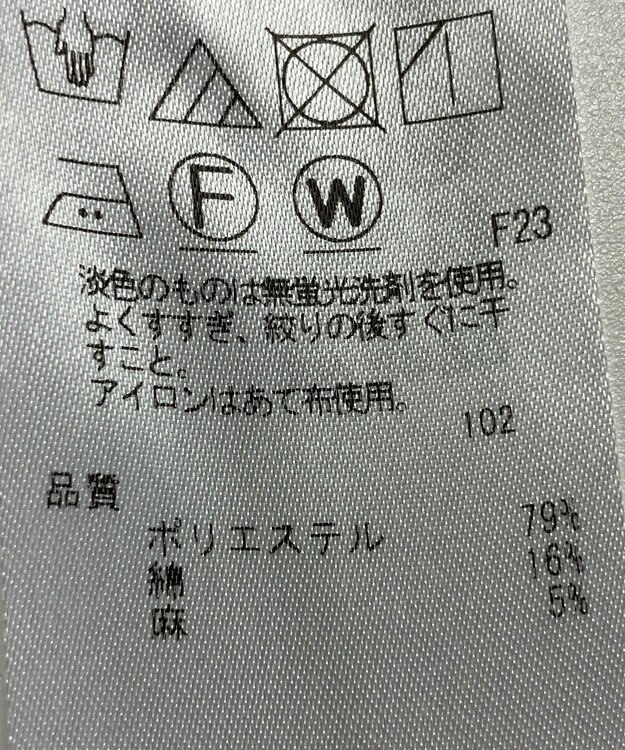 F W
F23
淡色のものは無蛍光洗剤を使用。
よくすすぎ、絞りの後すぐに干
すこと。
アイロンはあて布使用。
102
品質
ポリエステル 79%
綿 16%
麻 5%